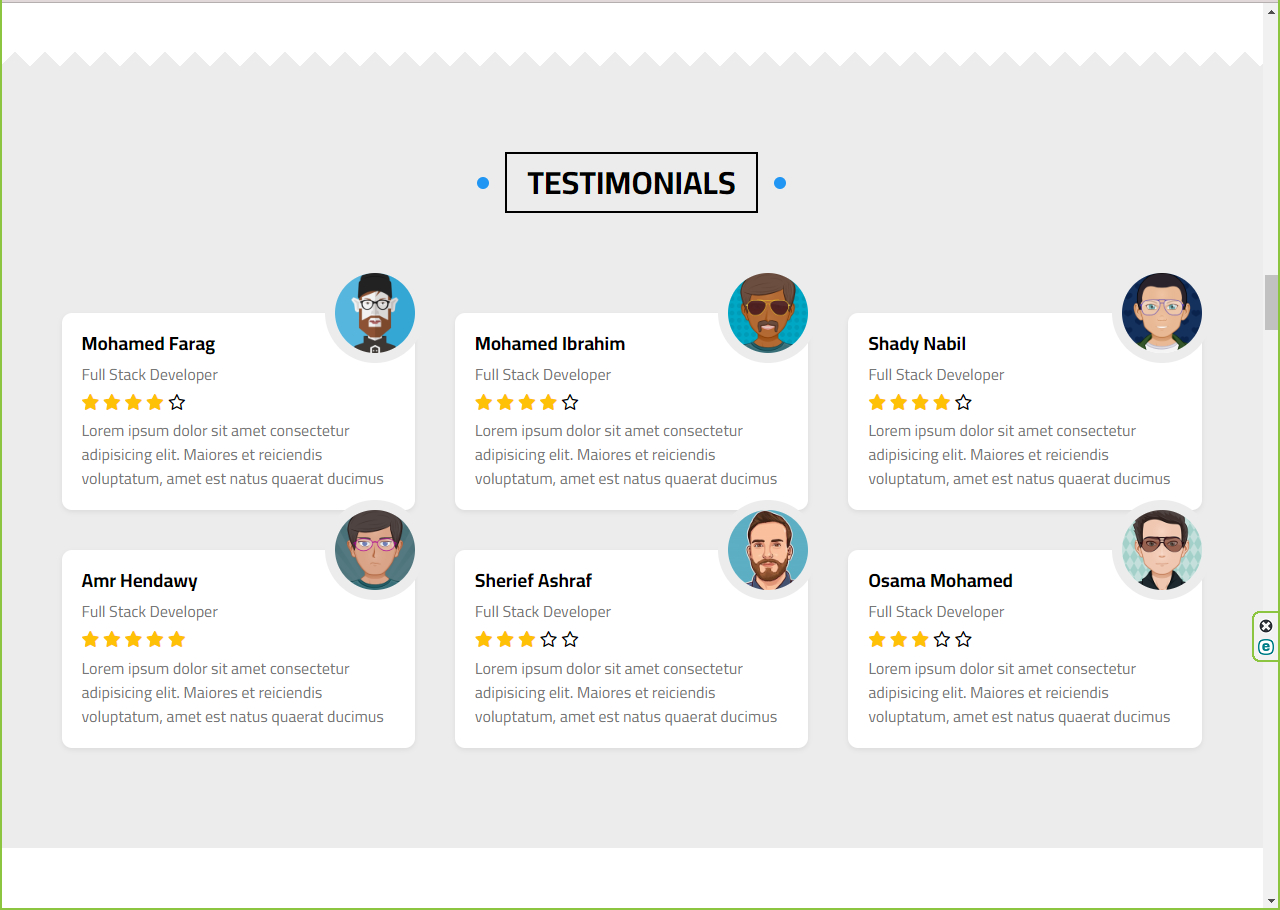 TESTIMONIALS
Mohamed Farag
Full Stack Developer
Lorem ipsum dolor sit amet consectetur
adipisicing elit. Maiores et reiciendis
voluptatum, amet est natus quaerat ducimus
Mohamed Ibrahim
Full Stack Developer
Lorem ipsum dolor sit amet consectetur
adipisicing elit. Maiores et reiciendis
voluptatum, amet est natus quaerat ducimus
Shady Nabil
Full Stack Developer
Lorem ipsum dolor sit amet consectetur
adipisicing elit. Maiores et reiciendis
voluptatum, amet est natus quaerat ducimus
Amr Hendawy
Full Stack Developer
Lorem ipsum dolor sit amet consectetur
adipisicing elit. Maiores et reiciendis
voluptatum, amet est natus quaerat ducimus
Sherief Ashraf
Full Stack Developer
Lorem ipsum dolor sit amet consectetur
adipisicing elit. Maiores et reiciendis
voluptatum, amet est natus quaerat ducimus
Osama Mohamed
Full Stack Developer
Lorem ipsum dolor sit amet consectetur
adipisicing elit. Maiores et reiciendis
voluptatum, amet est natus quaerat ducimus
e